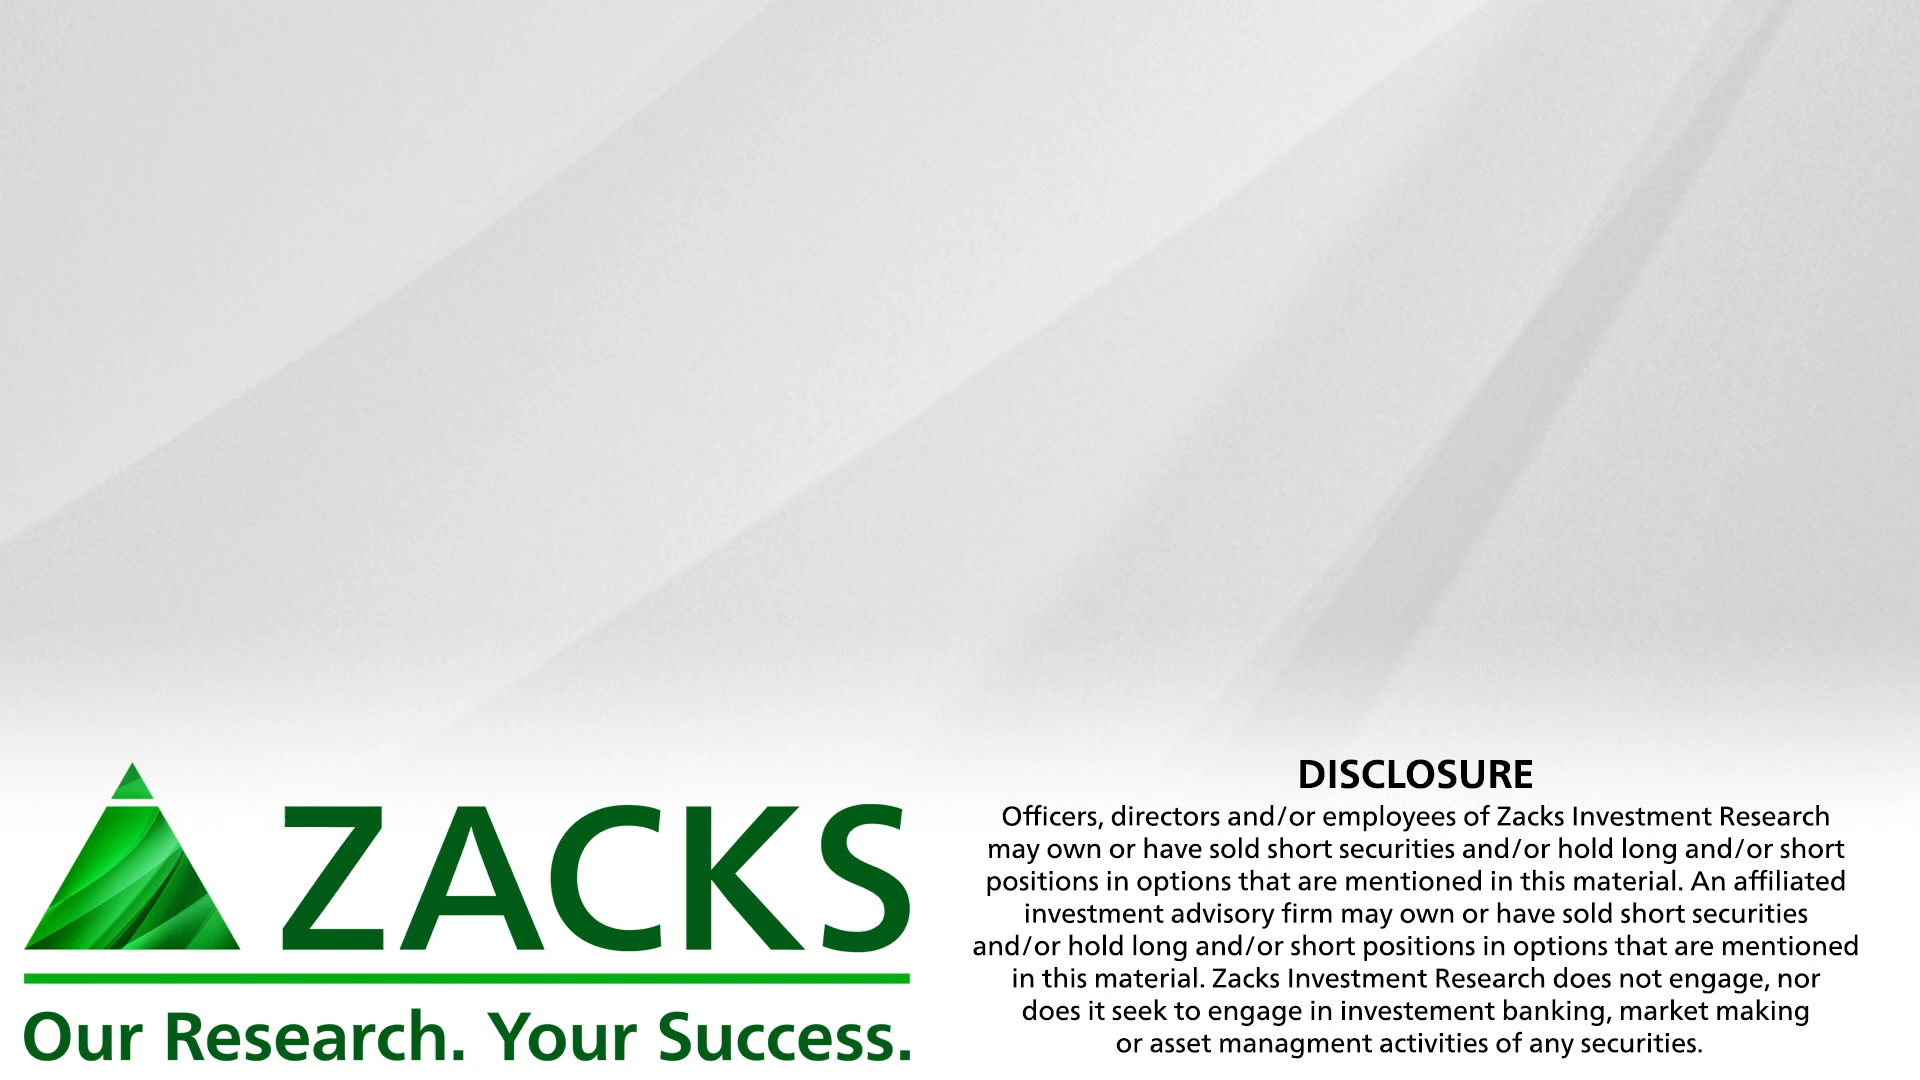 ZACKS
Our Research. Your Success.
DISCLOSURE
Officers, directors and/or employees of Zacks Investment Research
may own or have sold short securities and/or hold long and/or short
positions in options that are mentioned in this material. An affiliated
investment advisory firm may own or have sold short securities
and/or hold long and/or short positions in options that are mentioned
in this material. Zacks Investment Research does not engage, nor
does it seek to engage in investement banking, market making
or asset managment activities of any securities.